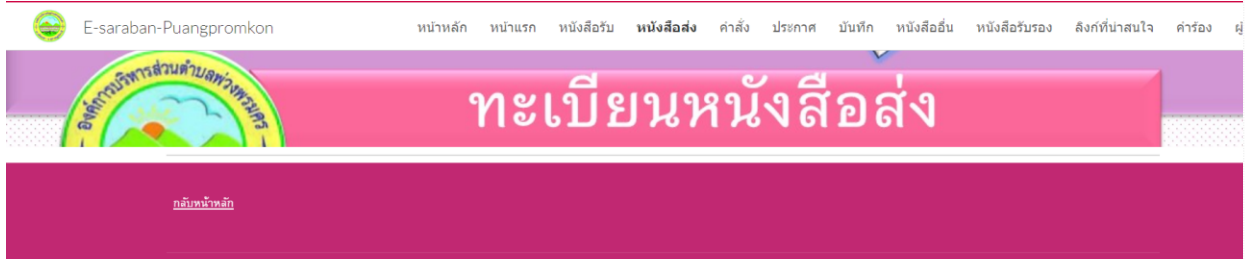 E-saraban-Puangpromkon หน้าหลัก หน้าแรก หนังสือรับ หนังสือส่ง คำสั่ง ประกาศ บันทึก หนังสืออื่น หนังสือรับรอง ลิงก์ที่น่าสนใจ คำร้อง
องค์การบริหารส่วนตำบลพ่วงพรมคร
ทะเบียนหนังสือส่ง
กลับหน้าหลัก